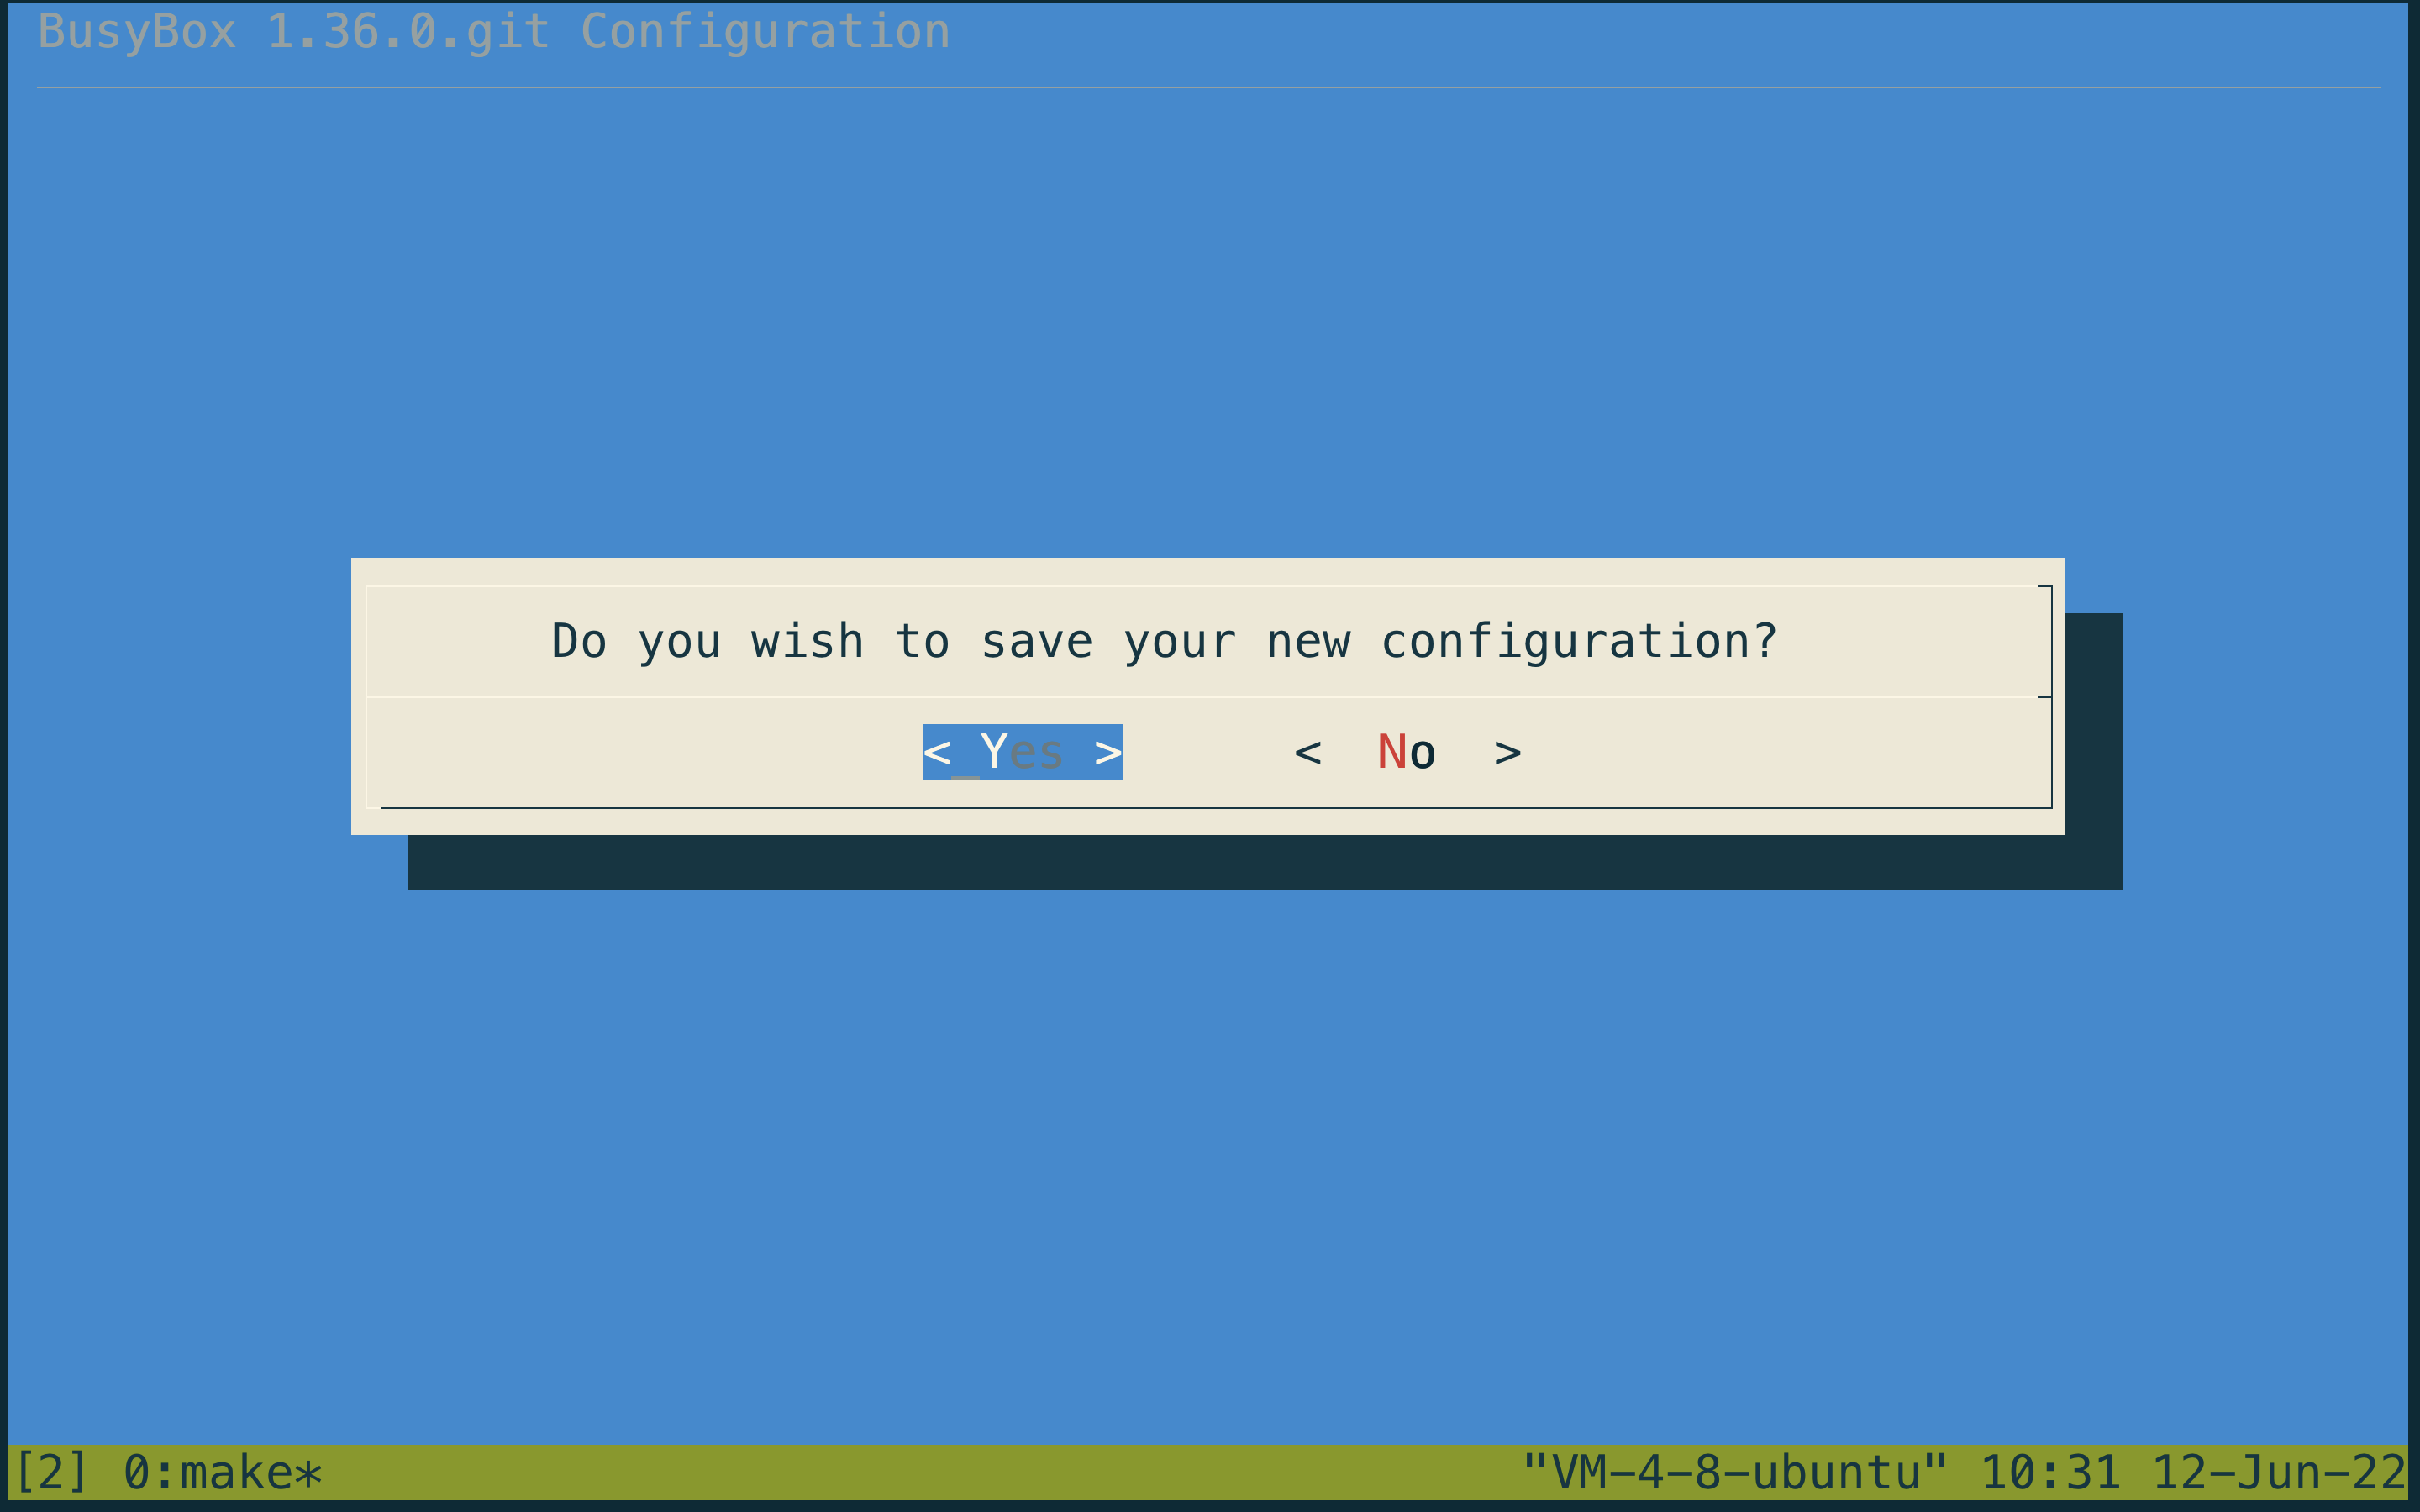 BusyBox 1.36.0.git Configuration
Do you wish to save your new configuration?
< Yes > < No >
[2] 0:make* "VM-4-8-ubuntu" 10:31 12-Jun-22